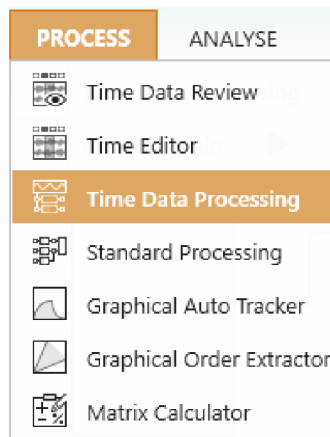 PROCESS ANALYSE
Time Data Review
Time Editor
Time Data Processing
Standard Processing
Graphical Auto Tracker
Graphical Order Extractor
Matrix Calculator